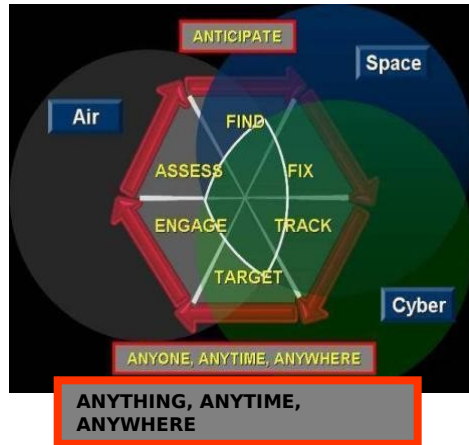 ANTICIPATE
Space
Air
FIND
ASSESS
FIX
ENGAGE
TRACK
TARGET
Cyber
ANYONE, ANYTIME, ANYWHERE
ANYTHING, ANYTIME,
ANYWHERE